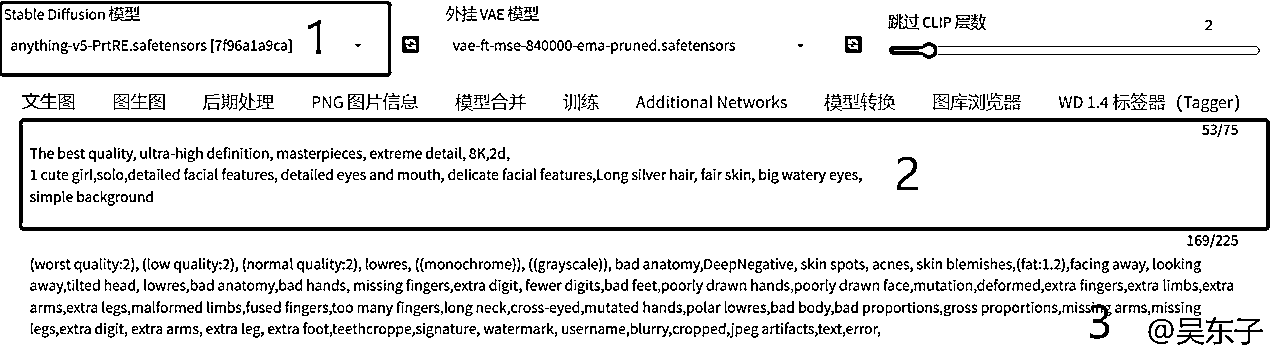 Stable Diffusion 模型
外挂 VAE 模型
跳过 CLIP 层数
2
anything-v5-PrtRE.safetensors [7f96a1a9ca]
1
vae-ft-mse-840000-ema-pruned.safetensors
文生图 图生图 后期处理 PNG 图片信息 模型合并 训练 Additional Networks 模型转换 图库浏览器 WD 1.4 标签器 (Tagger)
53/75
The best quality, ultra-high definition, masterpieces, extreme detail, 8K,2d,
1 cute girl,solo,detailed facial features, detailed eyes and mouth, delicate facial features,Long silver hair, fair skin, big watery eyes,
simple background
2
169/225
(worst quality:2), (low quality:2), (normal quality:2), lowres, ((monochrome)), ((grayscale)), bad anatomy,DeepNegative, skin spots, acnes, skin blemishes,(fat:1.2),facing away, looking
away,tilted head, lowres,bad anatomy,bad hands, missing fingers,extra digit, fewer digits,bad feet,poorly drawn hands,poorly drawn face,mutation,deformed,extra fingers,extra limbs,extra
arms,extra legs,malformed limbs,fused fingers,too many fingers,long neck,cross-eyed,mutated hands,polar lowres,bad body,bad proportions,gross proportions,missing arms,missing
legs,extra digit, extra arms, extra leg, extra foot,teethcroppe,signature, watermark, username,blurry,cropped,jpeg artifacts,text,error,
3
@吴东子